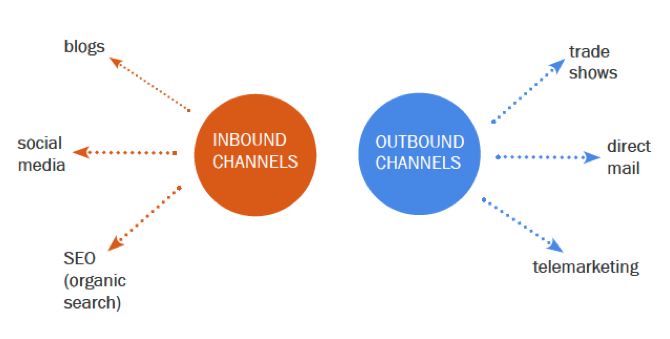 blogs
social
media
SEO
(organic
search)
INBOUND
CHANNELS
OUTBOUND
CHANNELS
trade
shows
direct
mail
telemarketing